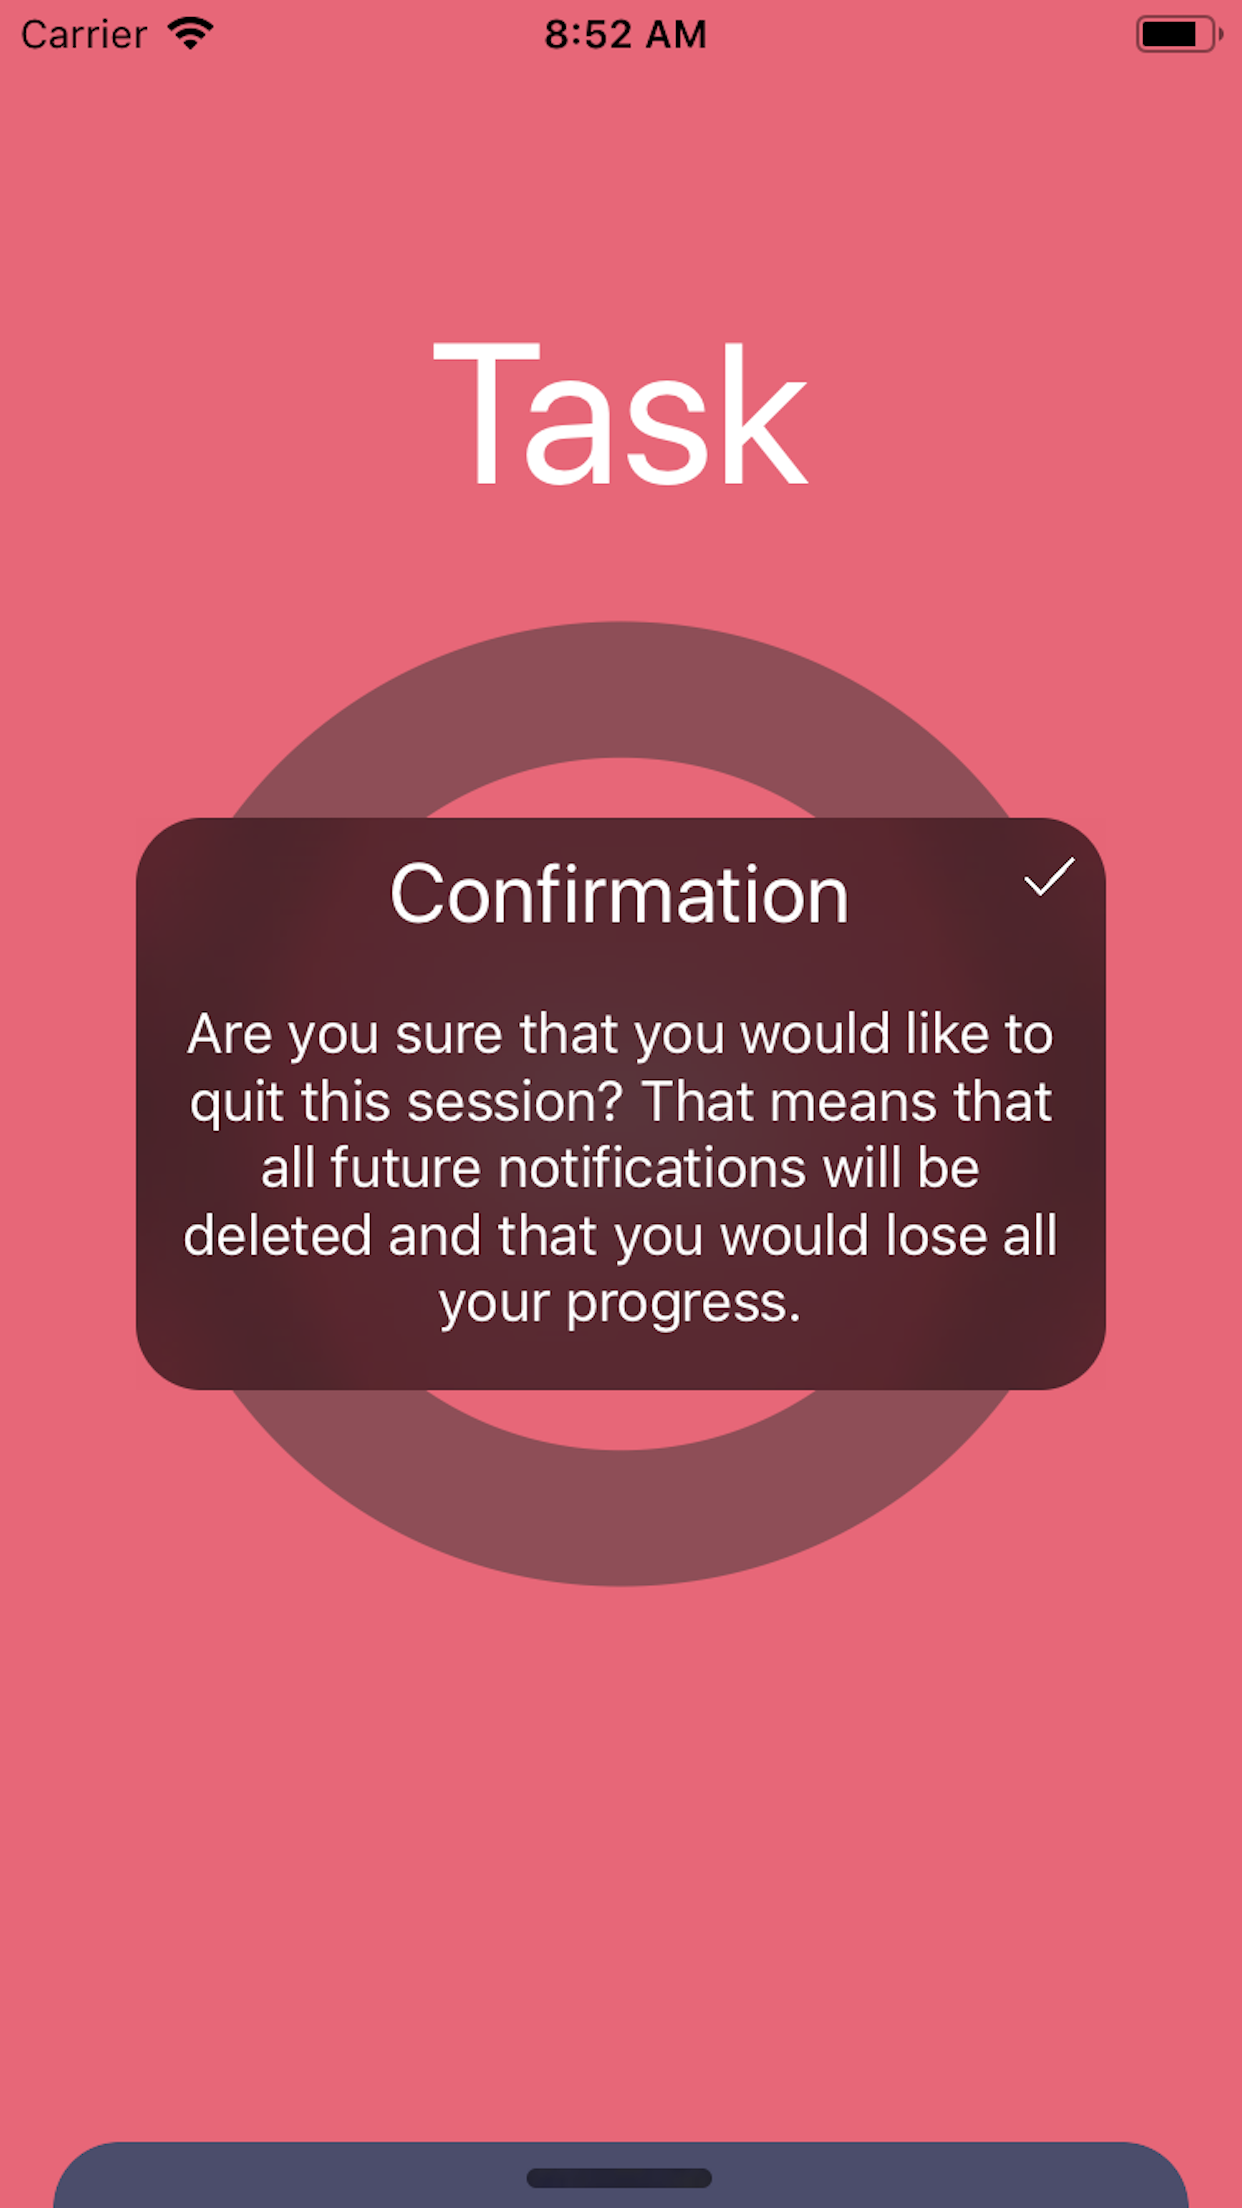 Carrier 8:52 AM
Task
Confirmation
Are you sure that you would like to
quit this session? That means that
all future notifications will be
deleted and that you would lose all
your progress.